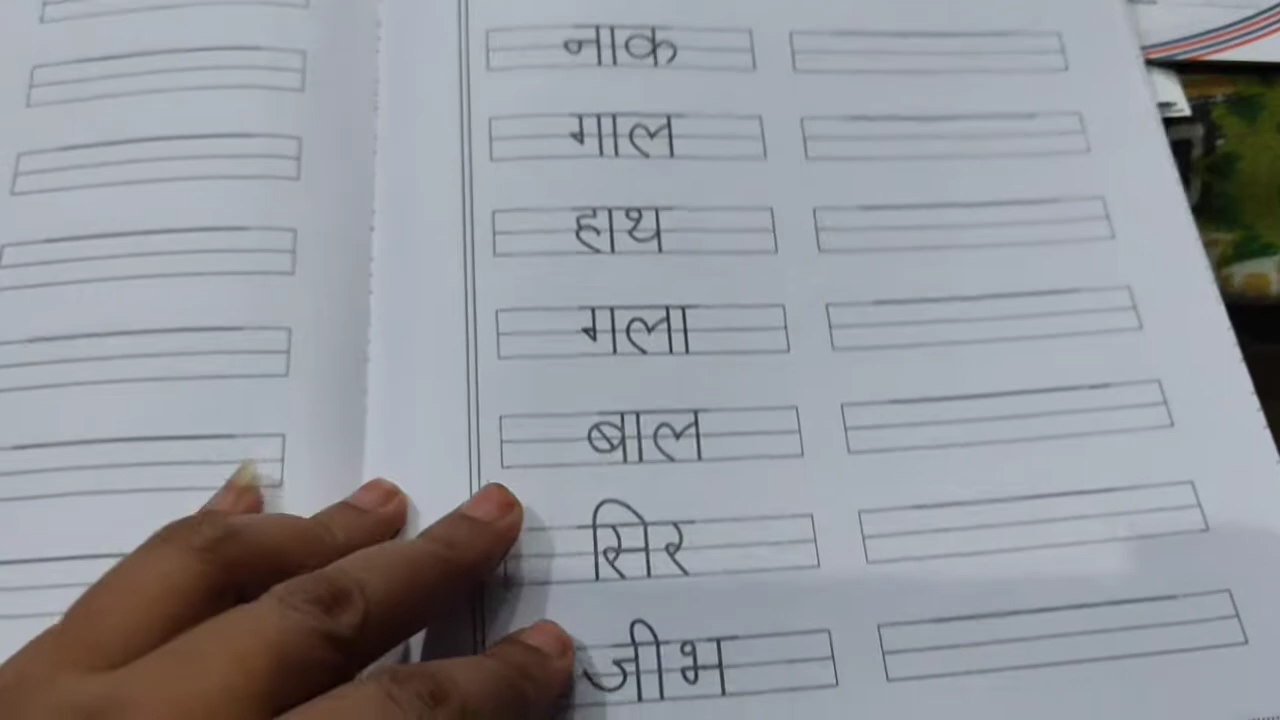 नाक
गाल
हाथ
गला
बाल
सिर
जीभ